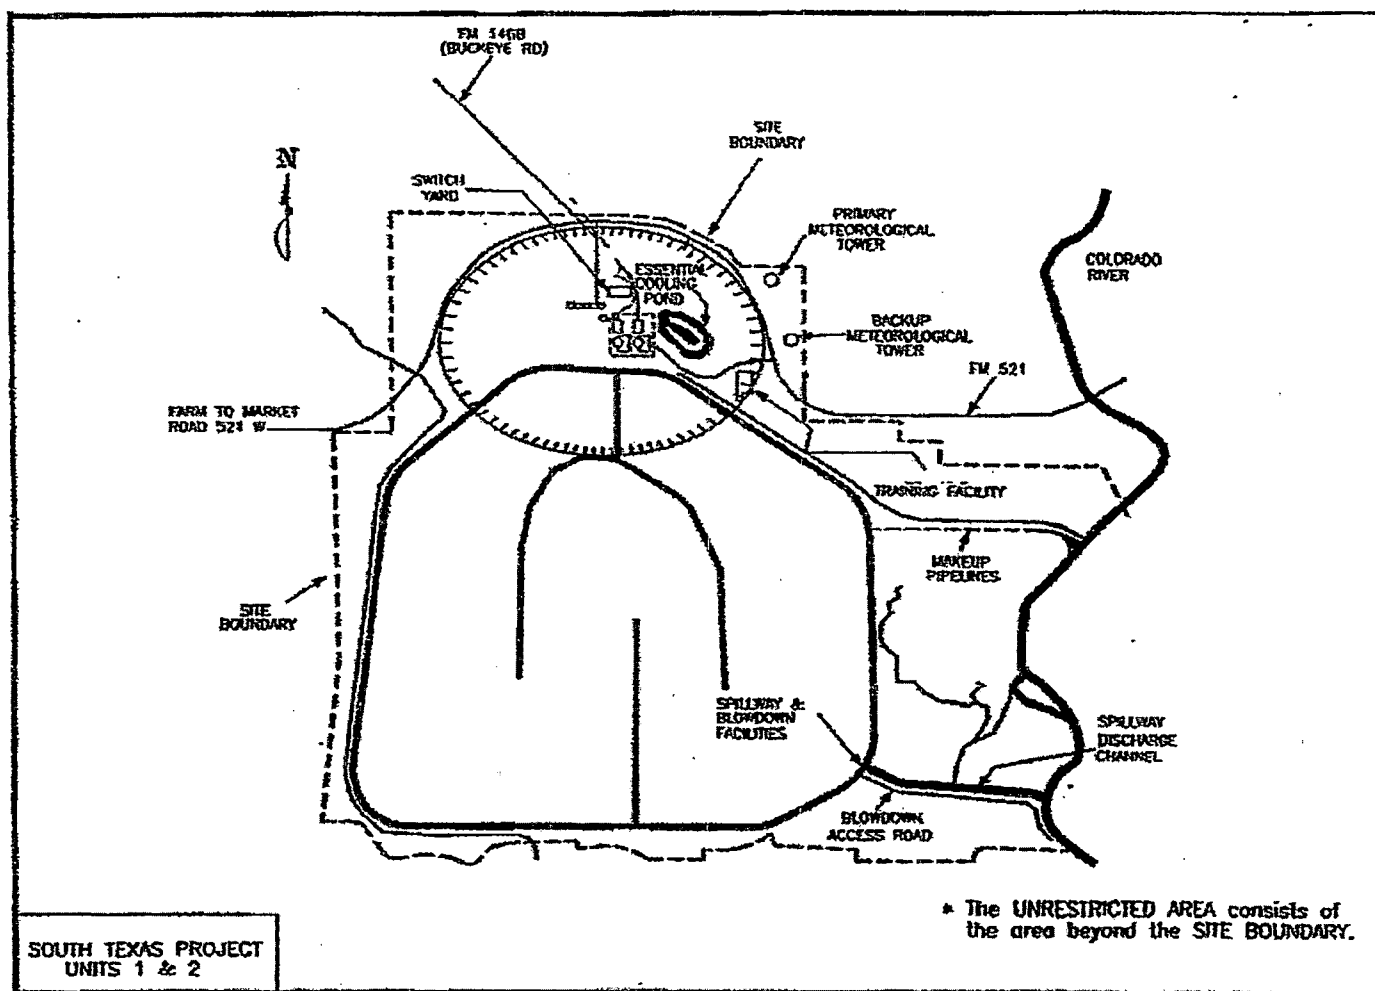 FM 1468
(BUCKEYE RD)
SITE
BOUNDARY
N
SWITCH
YARD
PRIMARY
METEOROLOGICAL
TOWER
COLORADO
RIVER
ESSENTIAL
COOLING
POND
BACKUP
METEOROLOGICAL
TOWER
FM 521
FARM TO MARKET
ROAD 521 W
TRAINING FACILITY
MAKEUP
PIPELINES
SITE
BOUNDARY
SPILLWAY &
BLOWDOWN
FACILITIES
SPILLWAY
DISCHARGE
CHANNEL
BLOWDOWN
ACCESS ROAD
* The UNRESTRICTED AREA consists of
the area beyond the SITE BOUNDARY.
SOUTH TEXAS PROJECT
UNITS 1 & 2